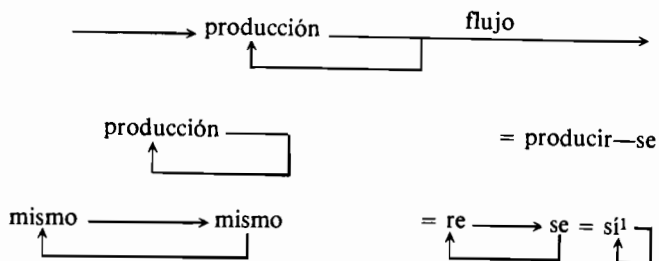 producción flujo
producción = producir—se
mismo mismo = re se = sí¹